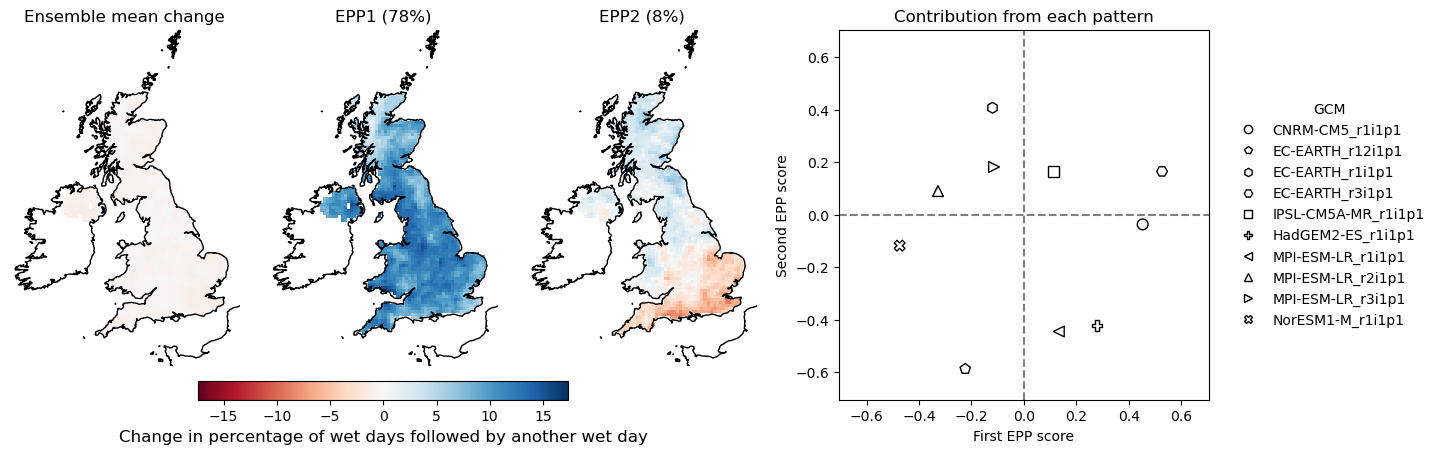 Ensemble mean change
EPP1 (78%)
EPP2 (8%)
Contribution from each pattern
−15 −10 −5 0 5 10 15
Change in percentage of wet days followed by another wet day
0.6
0.4
0.2
0.0
−0.2
−0.4
−0.6
Second EPP score
−0.6 −0.4 −0.2 0.0 0.2 0.4 0.6
First EPP score
GCM
CNRM-CM5_r1i1p1
EC-EARTH_r12i1p1
EC-EARTH_r1i1p1
EC-EARTH_r3i1p1
IPSL-CM5A-MR_r1i1p1
HadGEM2-ES_r1i1p1
MPI-ESM-LR_r1i1p1
MPI-ESM-LR_r2i1p1
MPI-ESM-LR_r3i1p1
NorESM1-M_r1i1p1